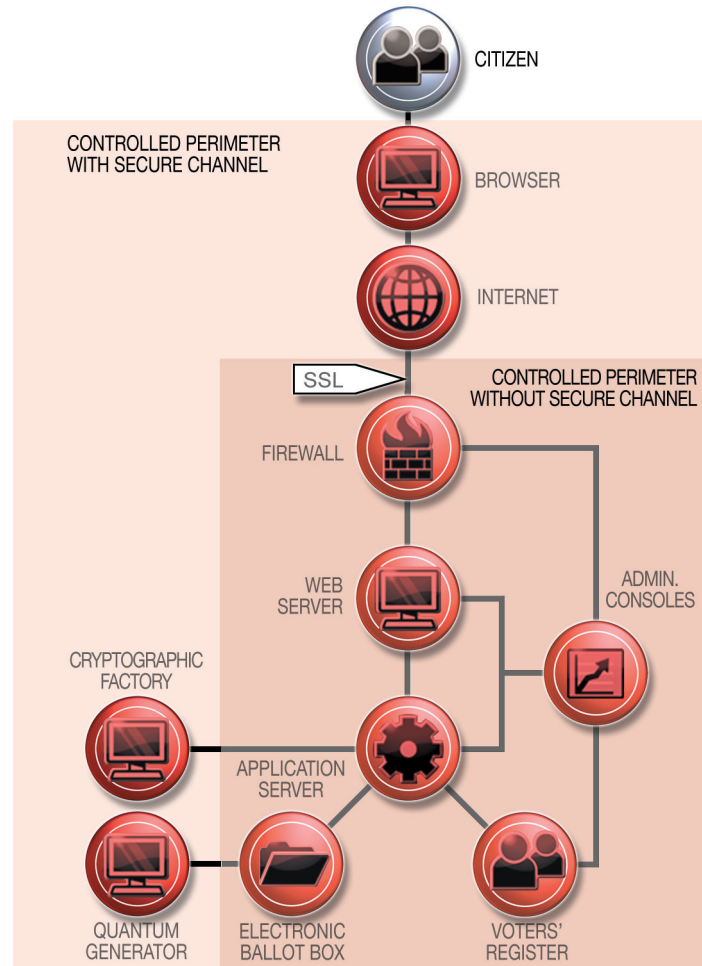 CITIZEN
CONTROLLED PERIMETER
WITH SECURE CHANNEL
BROWSER
INTERNET
SSL
CONTROLLED PERIMETER
WITHOUT SECURE CHANNEL
FIREWALL
WEB
SERVER
ADMIN.
CONSOLES
CRYPTOGRAPHIC
FACTORY
APPLICATION
SERVER
QUANTUM
GENERATOR
ELECTRONIC
BALLOT BOX
VOTERS'
REGISTER